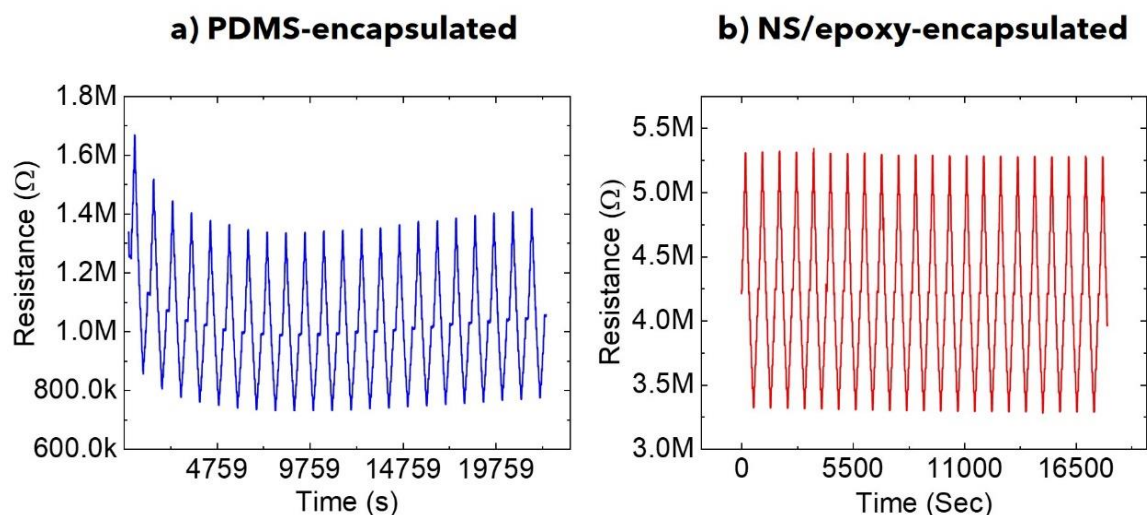 a) PDMS-encapsulated
1.8M
1.6M
1.4M
1.2M
1.0M
800.0k
600.0k
Resistance (Ω)
4759 9759 14759 19759
Time (s)
b) NS/epoxy-encapsulated
5.5M
5.0M
4.5M
4.0M
3.5M
3.0M
Resistance (Ω)
0 5500 11000 16500
Time (Sec)